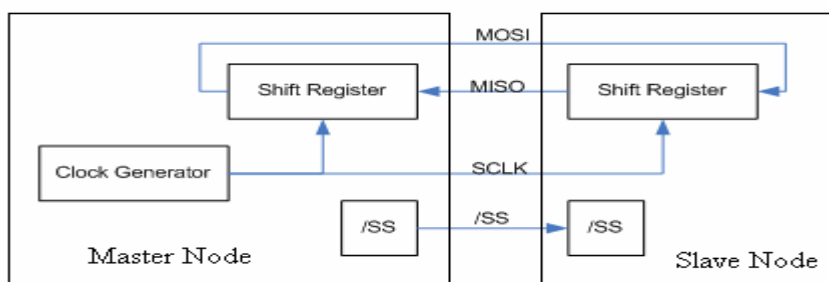 MOSI
Shift Register
MISO
Shift Register
Clock Generator
SCLK
/SS
/SS
/SS
Master Node
Slave Node